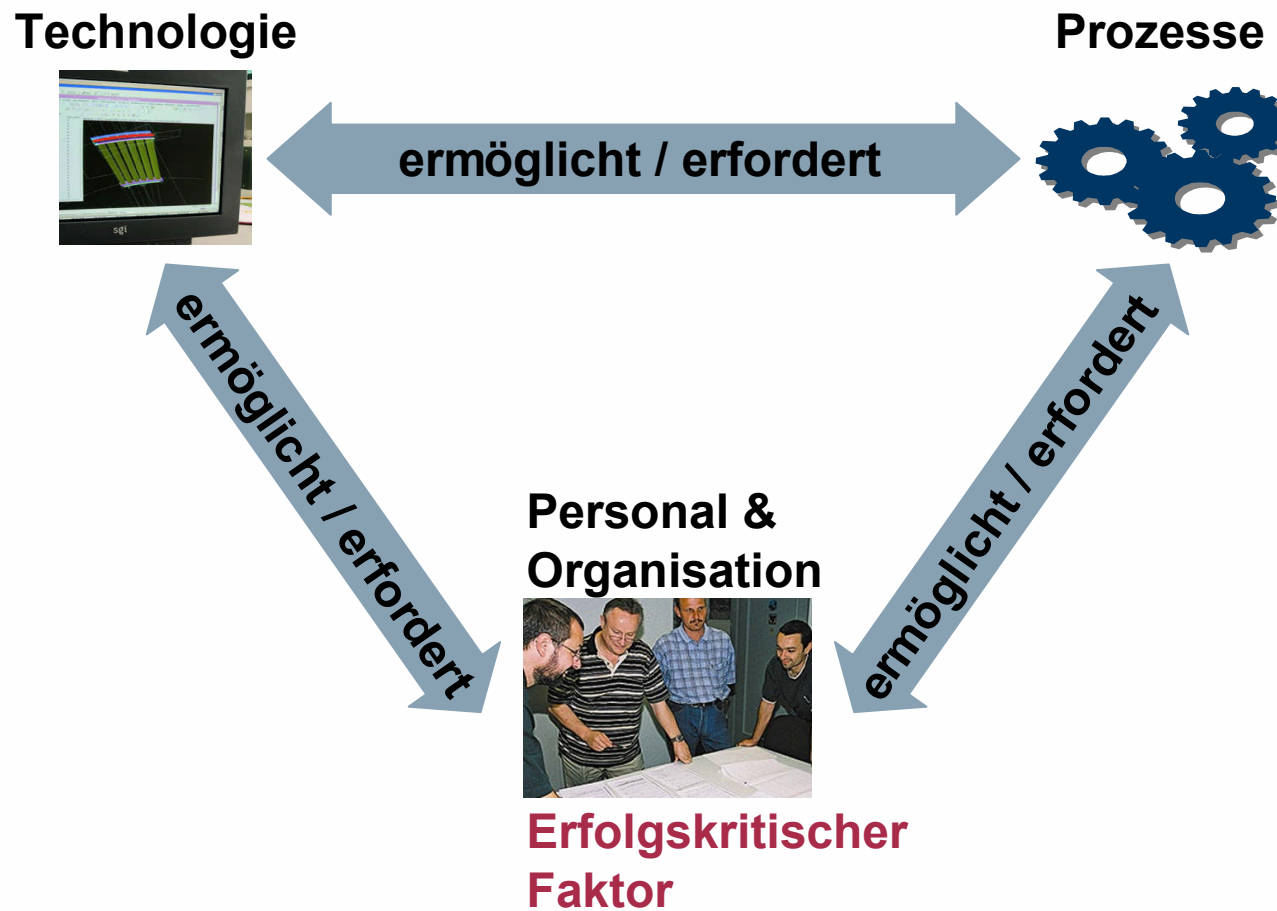 Technologie
Prozesse
ermöglicht / erfordert
sgi
ermöglicht / erfordert
ermöglicht / erfordert
Personal &
Organisation
Erfolgskritischer
Faktor